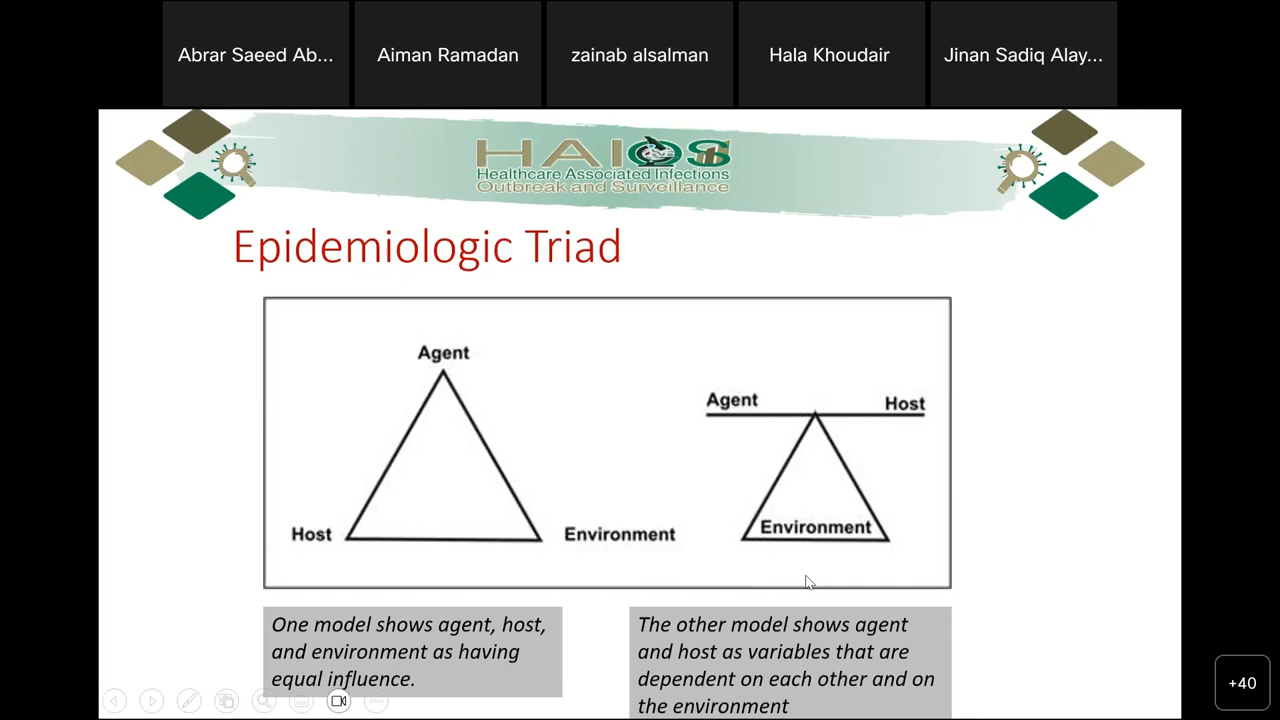 Abrar Saeed Ab...
Aiman Ramadan
zainab alsalman
Hala Khoudair
Jinan Sadiq Alay...
HAIOS
Healthcare Associated Infections
Outbreak and Surveillance
Epidemiologic Triad
Agent
Host
Environment
Agent
Host
Environment
One model shows agent, host,
and environment as having
equal influence.
The other model shows agent
and host as variables that are
dependent on each other and on
the environment
+40